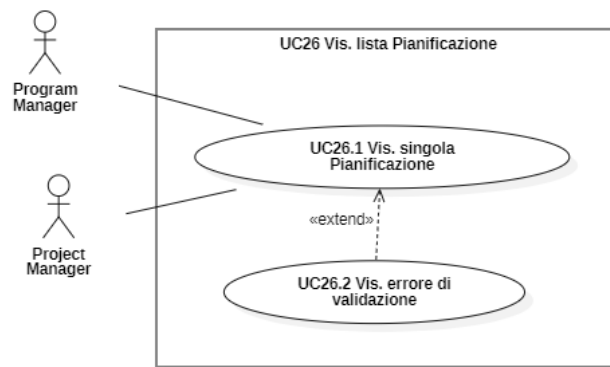 UC26 Vis. lista Pianificazione
Program
Manager
UC26.1 Vis. singola
Pianificazione
Project
Manager
«extend»
UC26.2 Vis. errore di
validazione